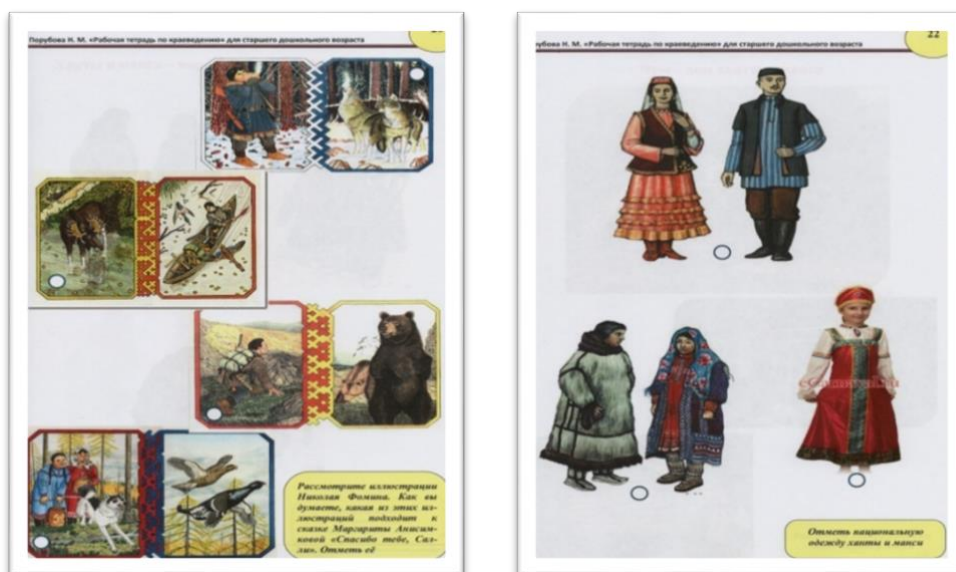 Порубова Н. М. «Рабочая тетрадь по краеведению» для старшего дошкольного возраста
Рассмотрите иллюстрации
Николая Фомина. Как вы
думаете, какая из этих ил-
люстраций подходит к
сказке Маргариты Анисим-
ковой «Спасибо тебе, Сал-
ли». Отметь её
убова Н. М. «Рабочая тетрадь по краеведению» для старшего дошкольного возраста
22
Отметь национальную
одежду ханты и манси